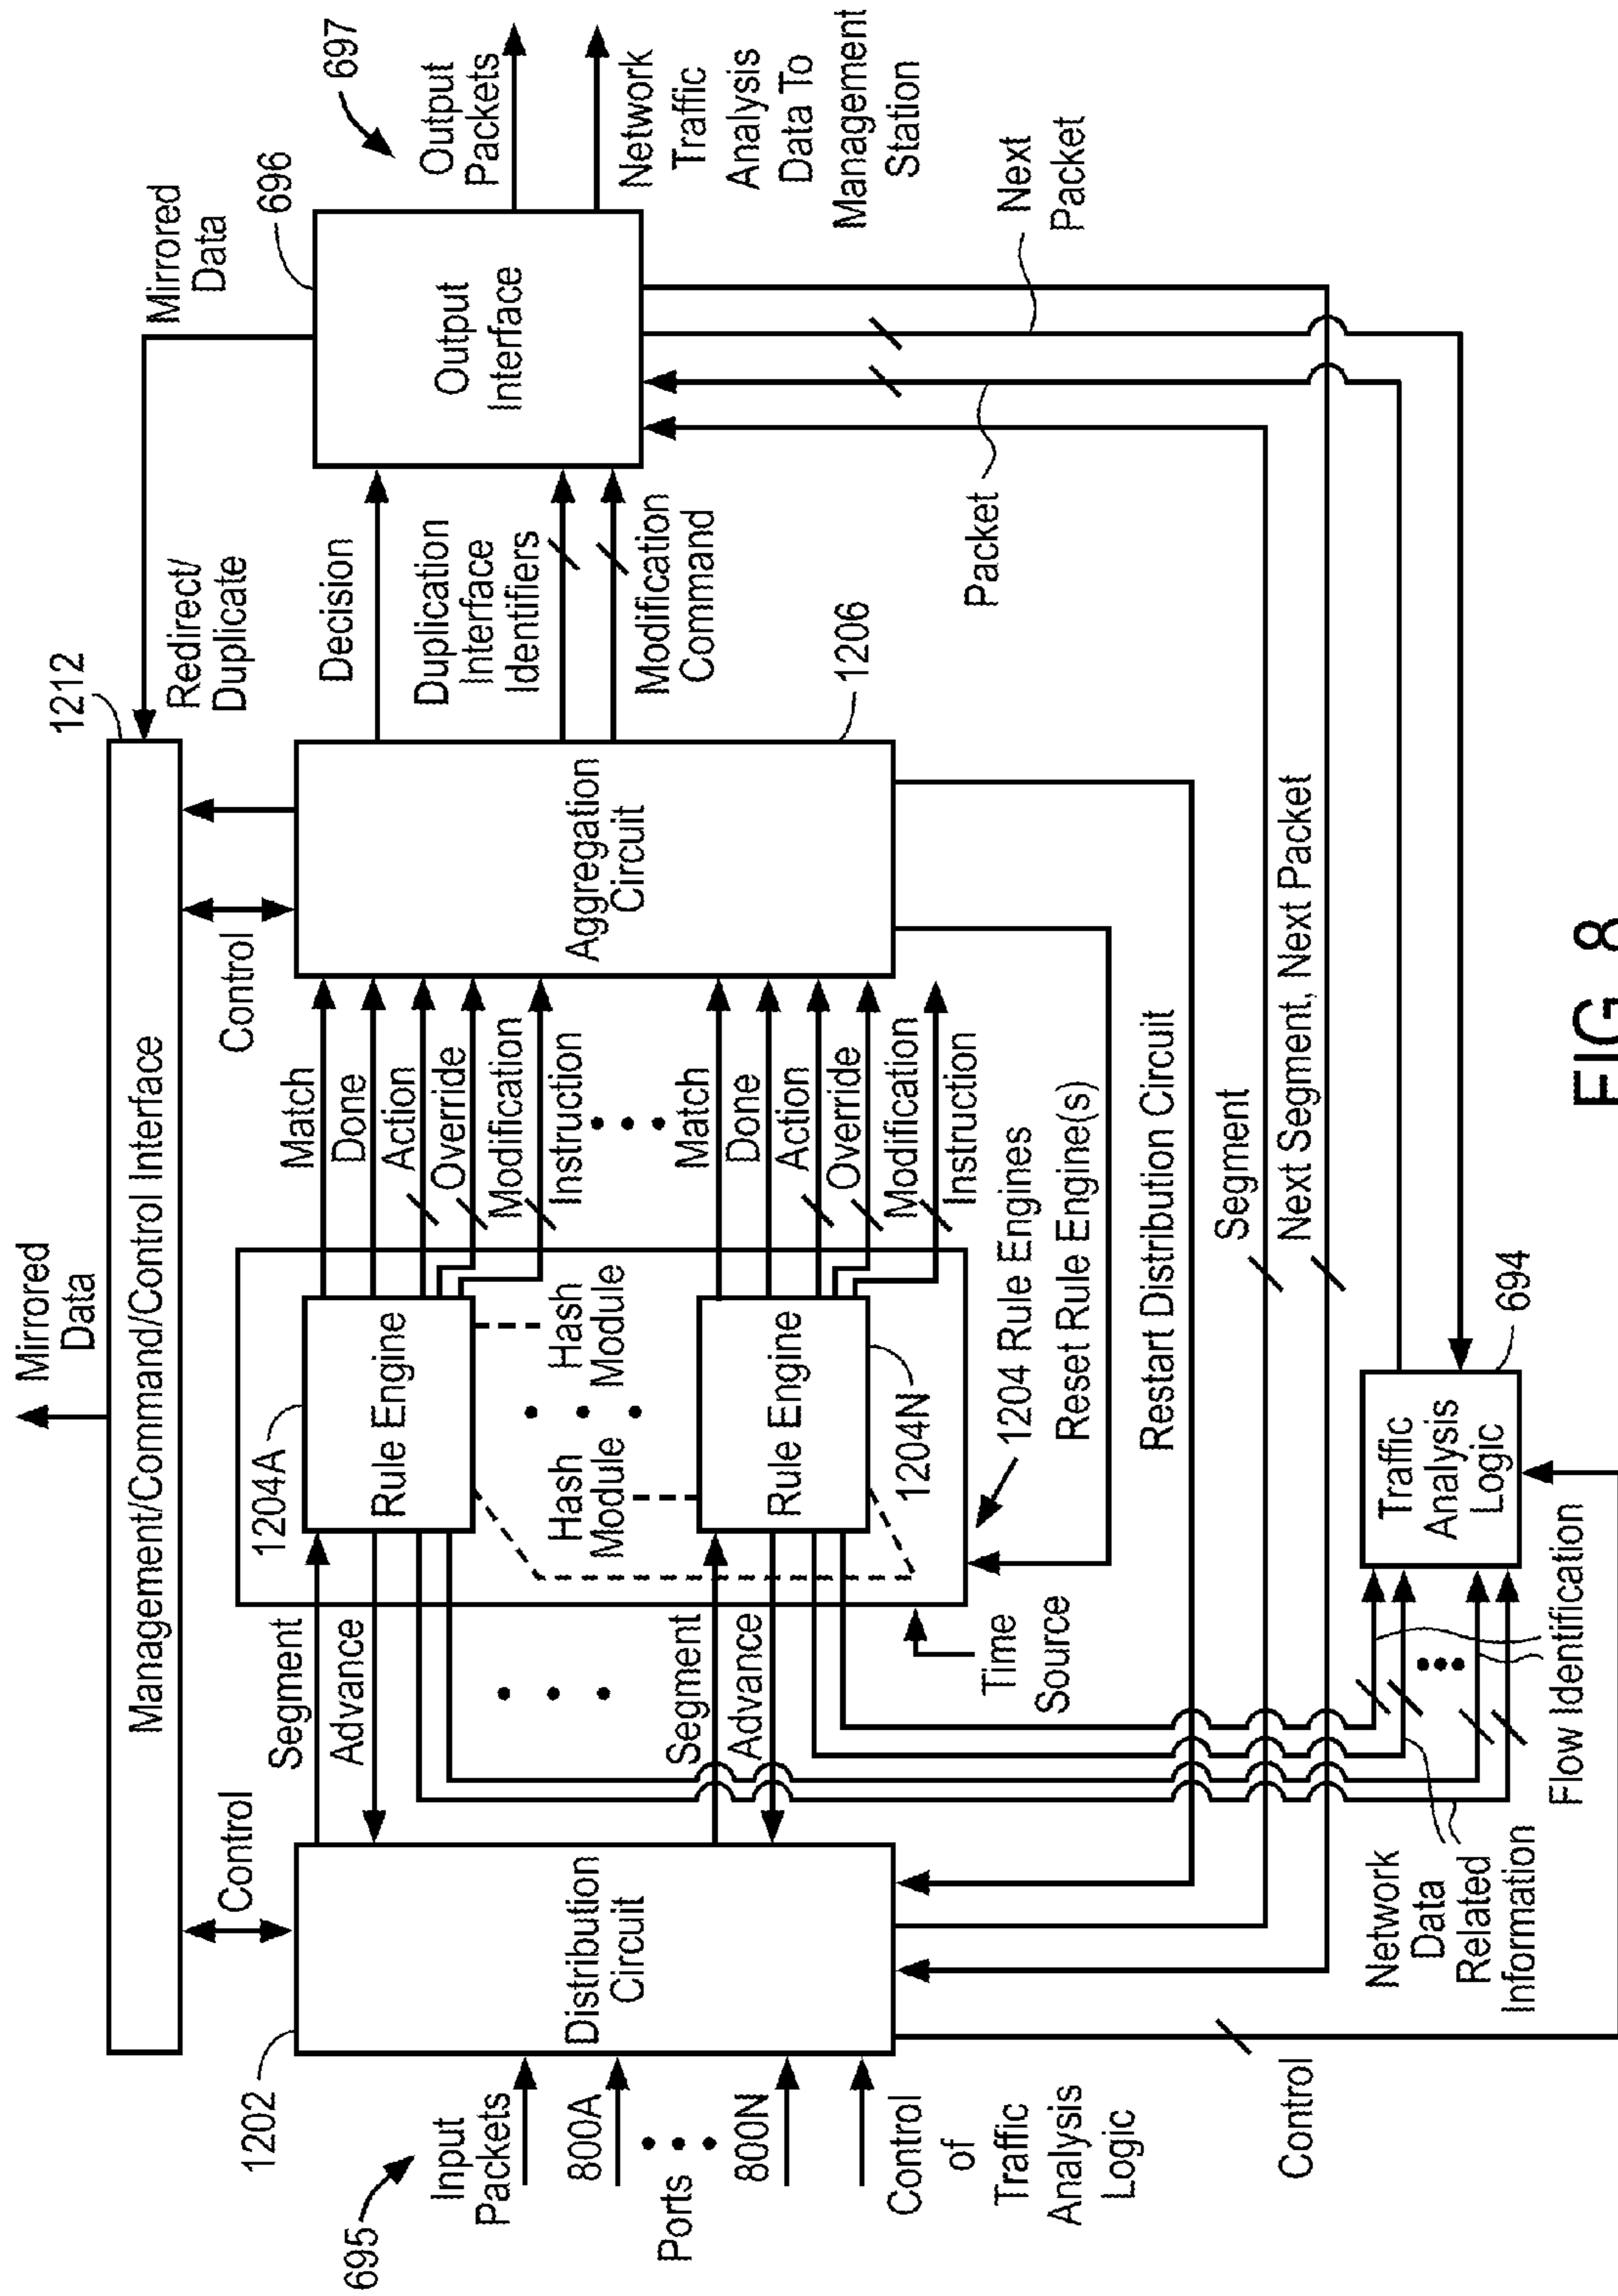 Mirrored
Data
1212
Management/Command/Control Interface
Redirect/
Duplicate
Mirrored
Data
696
697
Control
Control
1202
695
Input
Packets
800A
Ports
800N
Control
of
Traffic
Analysis
Logic
Distribution
Circuit
Segment
Advance
Segment
Advance
1204A
Rule Engine
Hash
Module
Hash
Module
Rule Engine
1204N
Time
Source
1204 Rule Engines
Reset Rule Engine(s)
Restart Distribution Circuit
Match
Done
Action
Override
Modification
Instruction
Match
Done
Action
Override
Modification
Instruction
Aggregation
Circuit
1206
Decision
Duplication
Interface
Identifiers
Modification
Command
Output
Interface
Output
Packets
Network
Traffic
Analysis
Data To
Management
Station
Next
Packet
Packet
Segment
Next Segment, Next Packet
694
Traffic
Analysis
Logic
Flow Identification
Network
Data
Related
Information
Control
FIG. 8